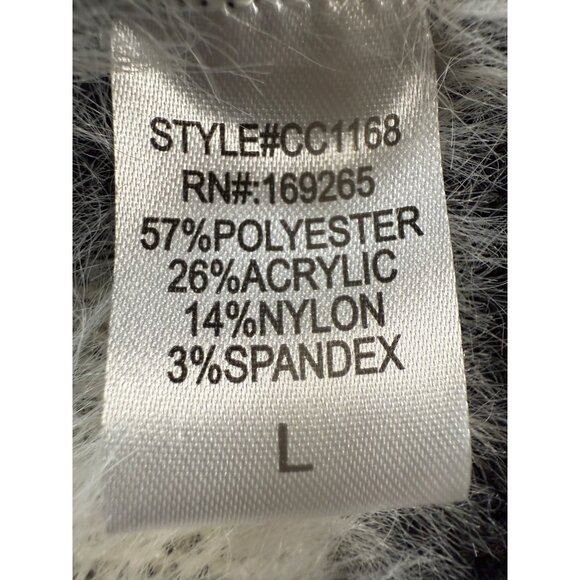 STYLE#CC1168
RN#:169265
57%POLYESTER
26%ACRYLIC
14%NYLON
3%SPANDEX
L